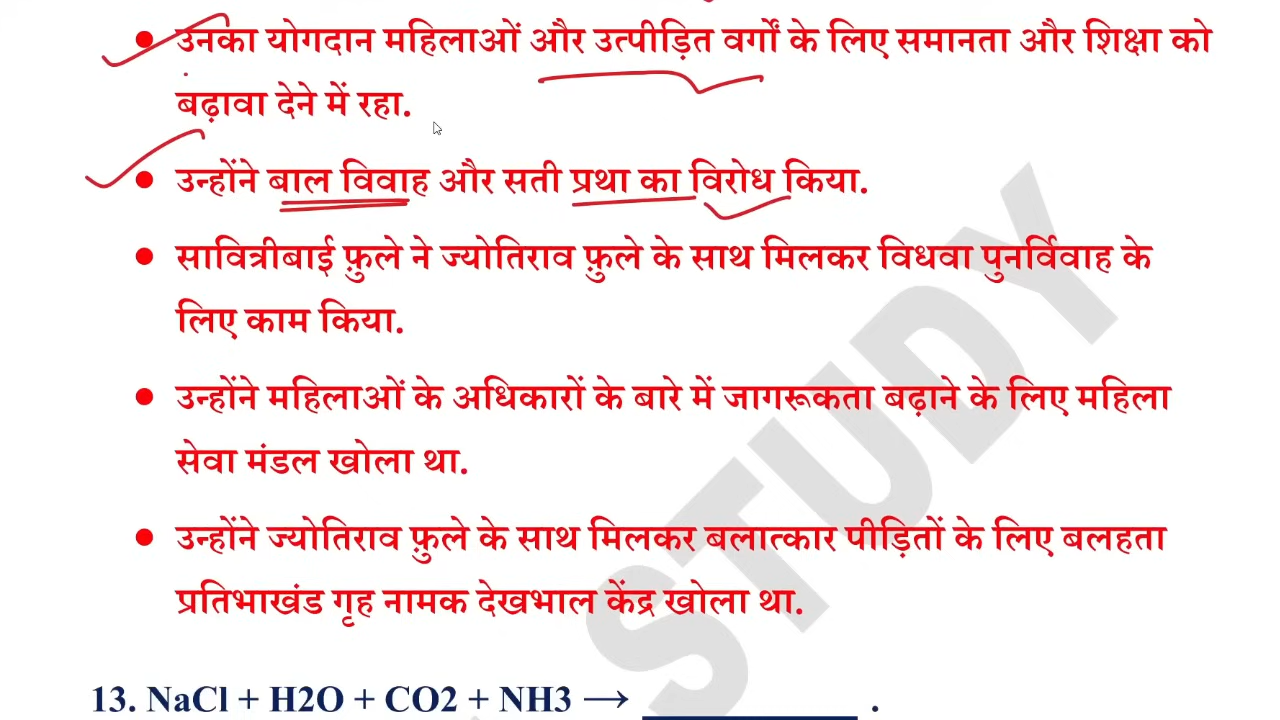 • उनका योगदान महिलाओं और उत्पीड़ित वर्गों के लिए समानता और शिक्षा को
बढ़ावा देने में रहा.
• उन्होंने बाल विवाह और सती प्रथा का विरोध किया.
• सावित्रीबाई फ़ुले ने ज्योतिराव फ़ुले के साथ मिलकर विधवा पुनर्विवाह के
लिए काम किया.
• उन्होंने महिलाओं के अधिकारों के बारे में जागरूकता बढ़ाने के लिए महिला
सेवा मंडल खोला था.
• उन्होंने ज्योतिराव फ़ुले के साथ मिलकर बलात्कार पीड़ितों के लिए बलहता
प्रतिभाखंड गृह नामक देखभाल केंद्र खोला था.
13. NaCl + H2O + CO2 + NH3 → __________ .
STUDY